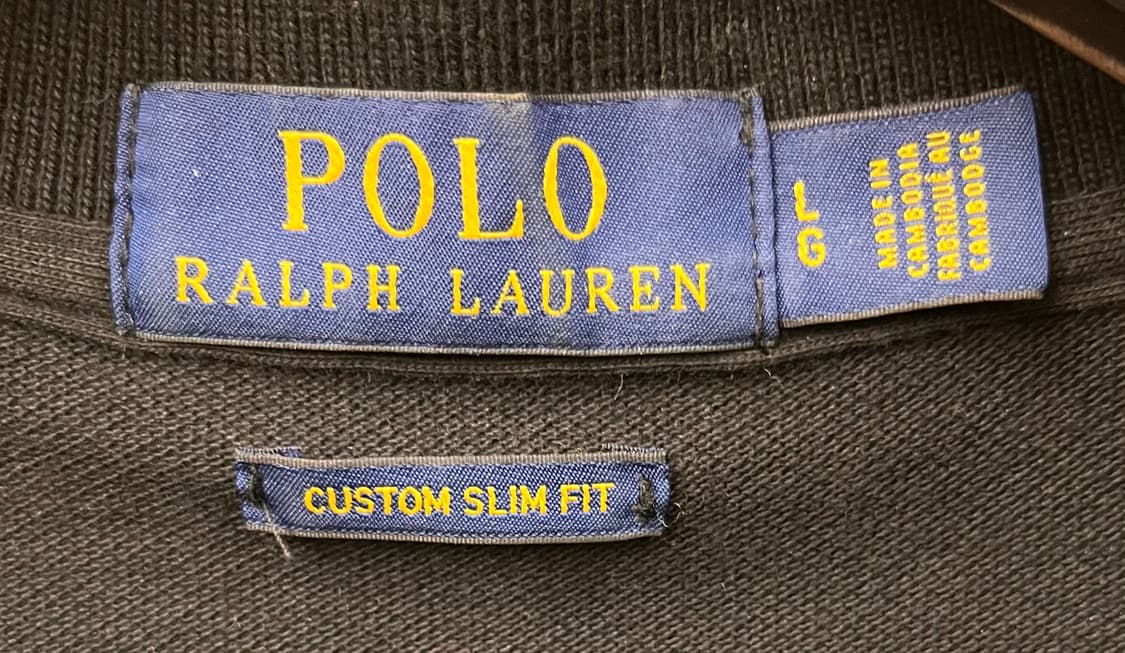 POLO
RALPH LAUREN
L
G
MADE IN
CAMBODIA
FABRIQUÉ AU
CAMBODGE
CUSTOM SLIM FIT